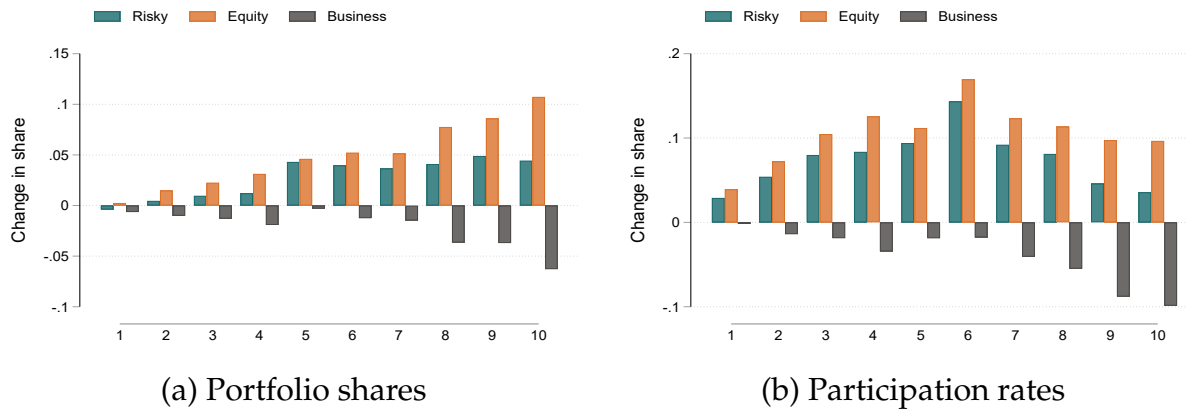 Risky Equity Business
.15
.1
.05
0
-.05
-.1
Change in share
1 2 3 4 5 6 7 8 9 10
(a) Portfolio shares
Risky Equity Business
.2
.1
0
-.1
Change in share
1 2 3 4 5 6 7 8 9 10
(b) Participation rates